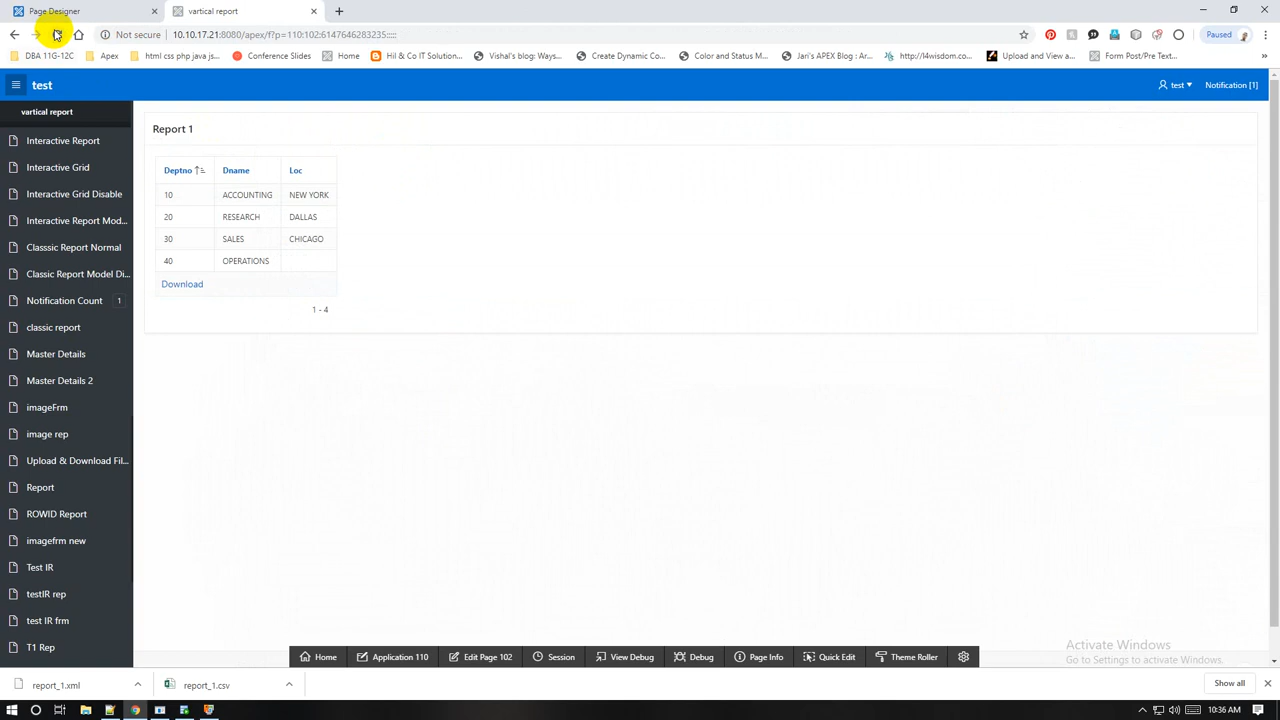 Page Designer
vartical report
Not secure
10.10.17.21:8080/apex/f?p=110:102:6147646283235:::::
Paused
DBA 11G-12C
Apex
html css php java js...
Conference Slides
Home
Hil & Co IT Solution...
Vishal's blog: Ways...
Create Dynamic Co...
Color and Status M...
Jari's APEX Blog : Ar...
http://l4wisdom.co...
Upload and View a...
Form Post/Pre Text...
test
test
Notification [1]
vartical report
Interactive Report
Interactive Grid
Interactive Grid Disable
Interactive Report Mod...
Classsic Report Normal
Classic Report Model Di...
Notification Count 1
classic report
Master Details
Master Details 2
imageFrm
image rep
Upload & Download Fil...
Report
ROWID Report
imagefrm new
Test IR
testIR rep
test IR frm
T1 Rep
Report 1
Deptno Dname Loc
10 ACCOUNTING NEW YORK
20 RESEARCH DALLAS
30 SALES CHICAGO
40 OPERATIONS
Download
1 - 4
Activate Windows
Go to Settings to activate Windows.
Home
Application 110
Edit Page 102
Session
View Debug
Debug
Page Info
Quick Edit
Theme Roller
report_1.xml
report_1.csv
Show all
10:36 AM